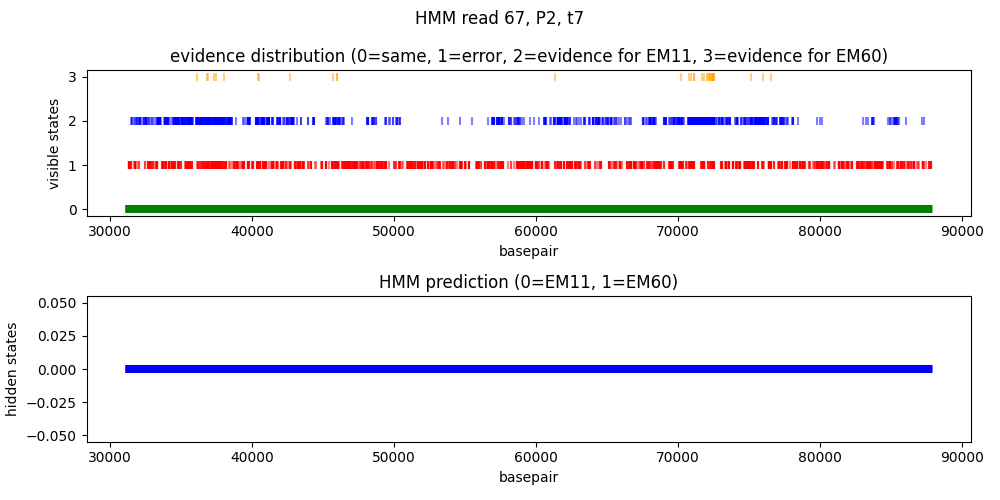 HMM read 67, P2, t7
evidence distribution (0=same, 1=error, 2=evidence for EM11, 3=evidence for EM60)
visible states
3
2
1
0
30000 40000 50000 60000 70000 80000 90000
basepair
HMM prediction (0=EM11, 1=EM60)
hidden states
0.050
0.025
0.000
−0.025
−0.050
30000 40000 50000 60000 70000 80000 90000
basepair